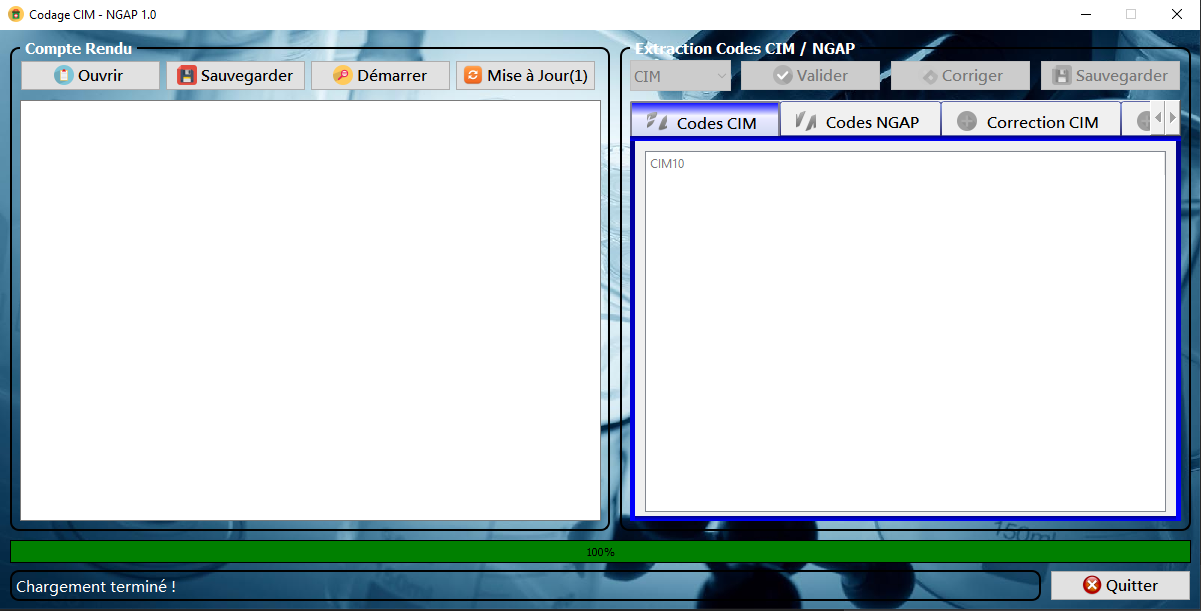 Codage CIM - NGAP 1.0
Compte Rendu
Ouvrir
Sauvegarder
Démarrer
Mise à Jour(1)
Extraction Codes CIM / NGAP
CIM
Valider
Corriger
Sauvegarder
Codes CIM
Codes NGAP
Correction CIM
CIM10
150ml
100%
Chargement terminé !
Quitter